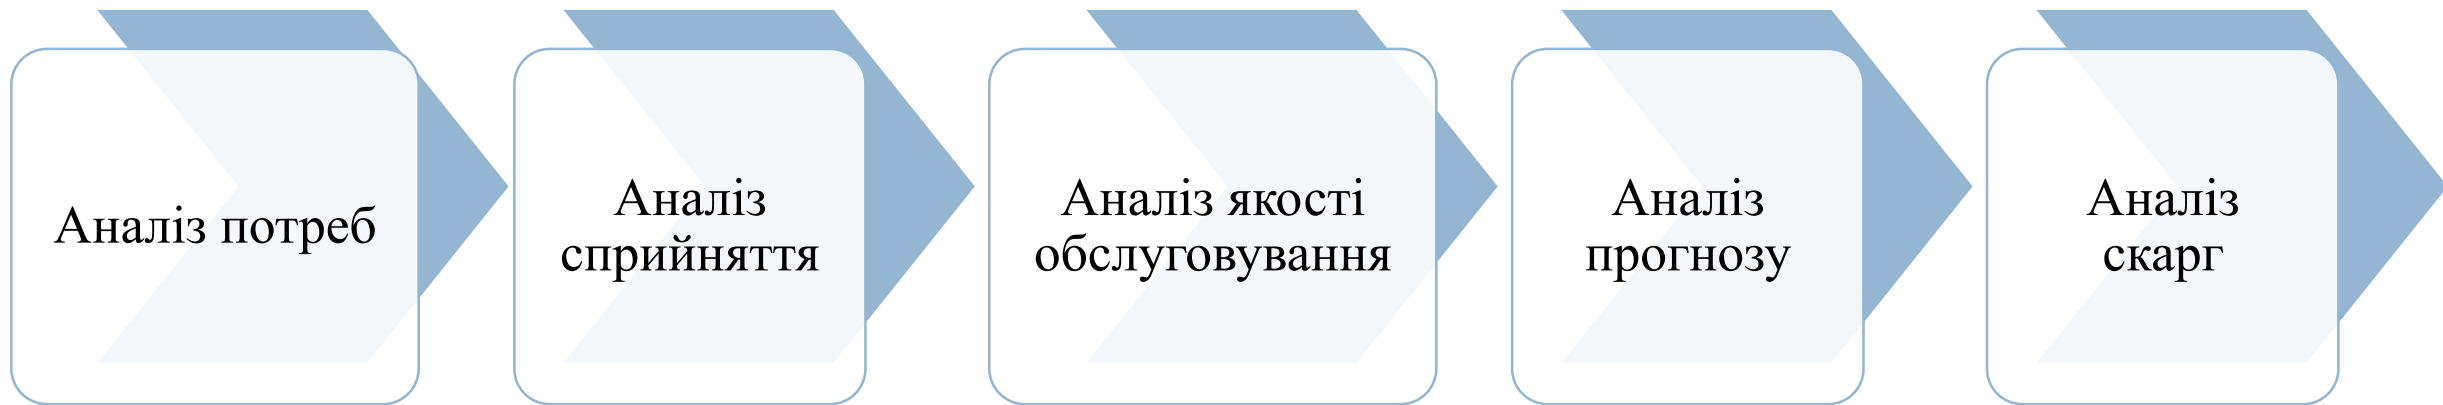 Аналіз потреб
Аналіз
сприйняття
Аналіз якості
обслуговування
Аналіз
прогнозу
Аналіз
скарг